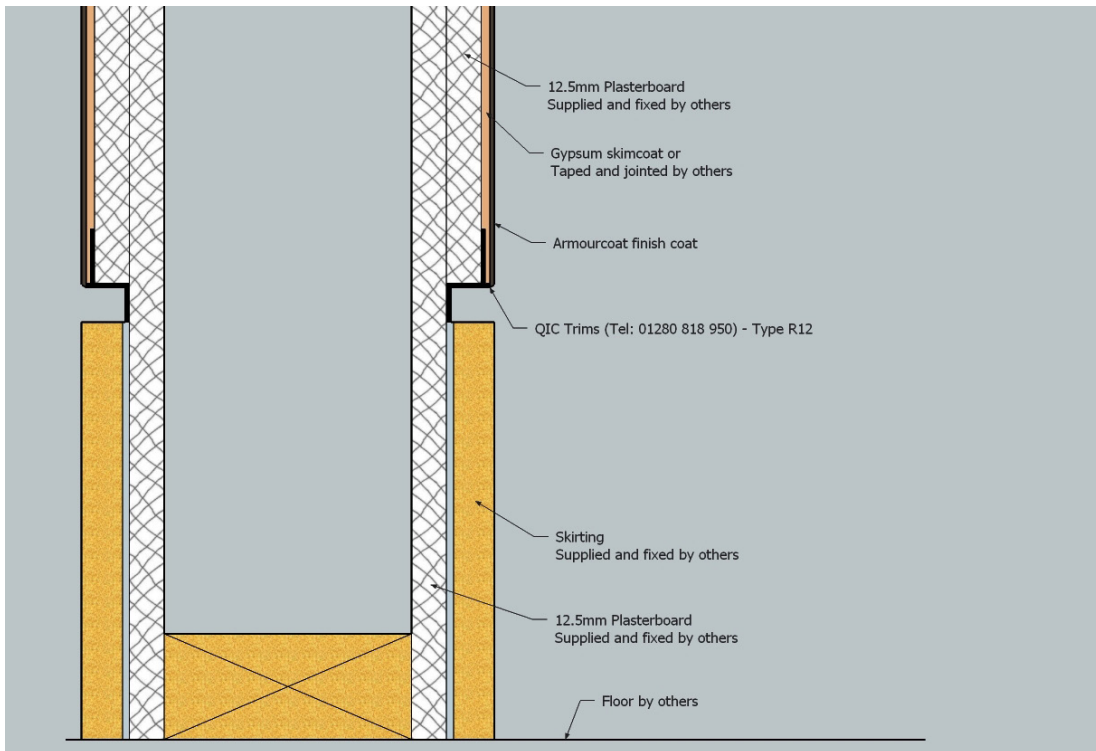 12.5mm Plasterboard
Supplied and fixed by others
Gypsum skimcoat or
Taped and jointed by others
Armourcoat finish coat
QIC Trims (Tel: 01280 818 950) - Type R12
Skirting
Supplied and fixed by others
12.5mm Plasterboard
Supplied and fixed by others
Floor by others